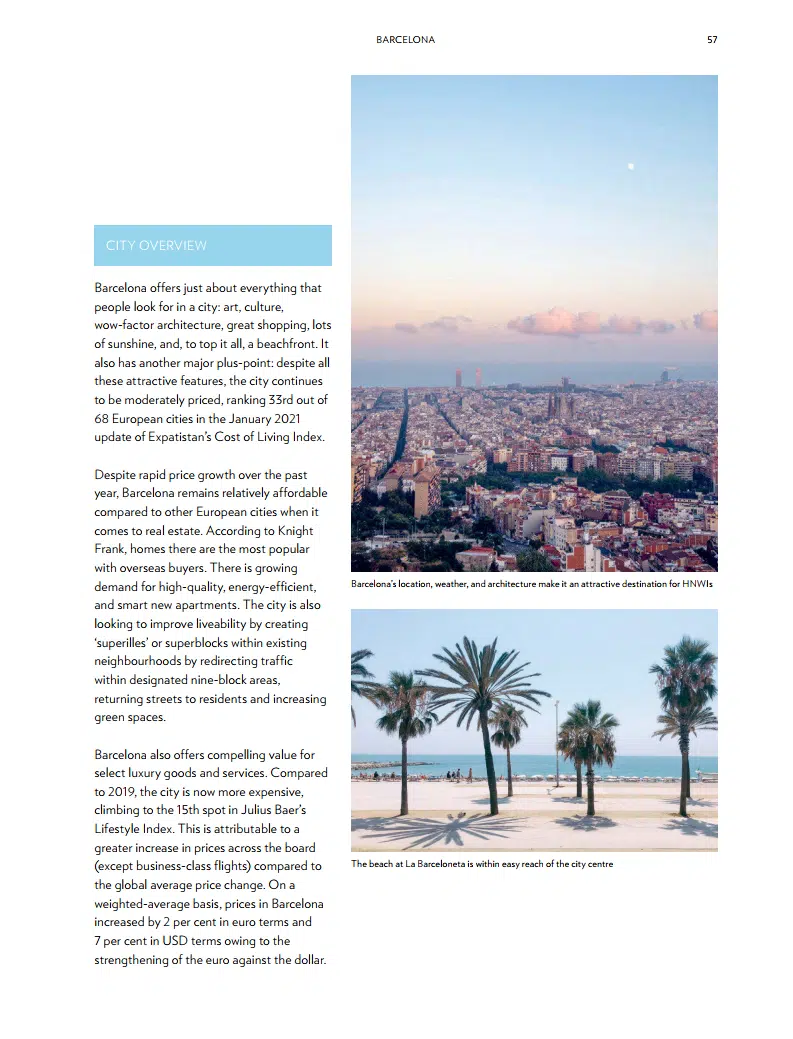 BARCELONA
57
CITY OVERVIEW
Barcelona offers just about everything that
people look for in a city: art, culture,
wow-factor architecture, great shopping, lots
of sunshine, and, to top it all, a beachfront. It
also has another major plus-point: despite all
these attractive features, the city continues
to be moderately priced, ranking 33rd out of
68 European cities in the January 2021
update of Expatistan's Cost of Living Index.
Despite rapid price growth over the past
year, Barcelona remains relatively affordable
compared to other European cities when it
comes to real estate. According to Knight
Frank, homes there are the most popular
with overseas buyers. There is growing
demand for high-quality, energy-efficient,
and smart new apartments. The city is also
looking to improve liveability by creating
‘superilles’ or superblocks within existing
neighbourhoods by redirecting traffic
within designated nine-block areas,
returning streets to residents and increasing
green spaces.
Barcelona also offers compelling value for
select luxury goods and services. Compared
to 2019, the city is now more expensive,
climbing to the 15th spot in Julius Baer's
Lifestyle Index. This is attributable to a
greater increase in prices across the board
(except business-class flights) compared to
the global average price change. On a
weighted-average basis, prices in Barcelona
increased by 2 per cent in euro terms and
7 per cent in USD terms owing to the
strengthening of the euro against the dollar.
Barcelona's location, weather, and architecture make it an attractive destination for HNWIs
The beach at La Barceloneta is within easy reach of the city centre